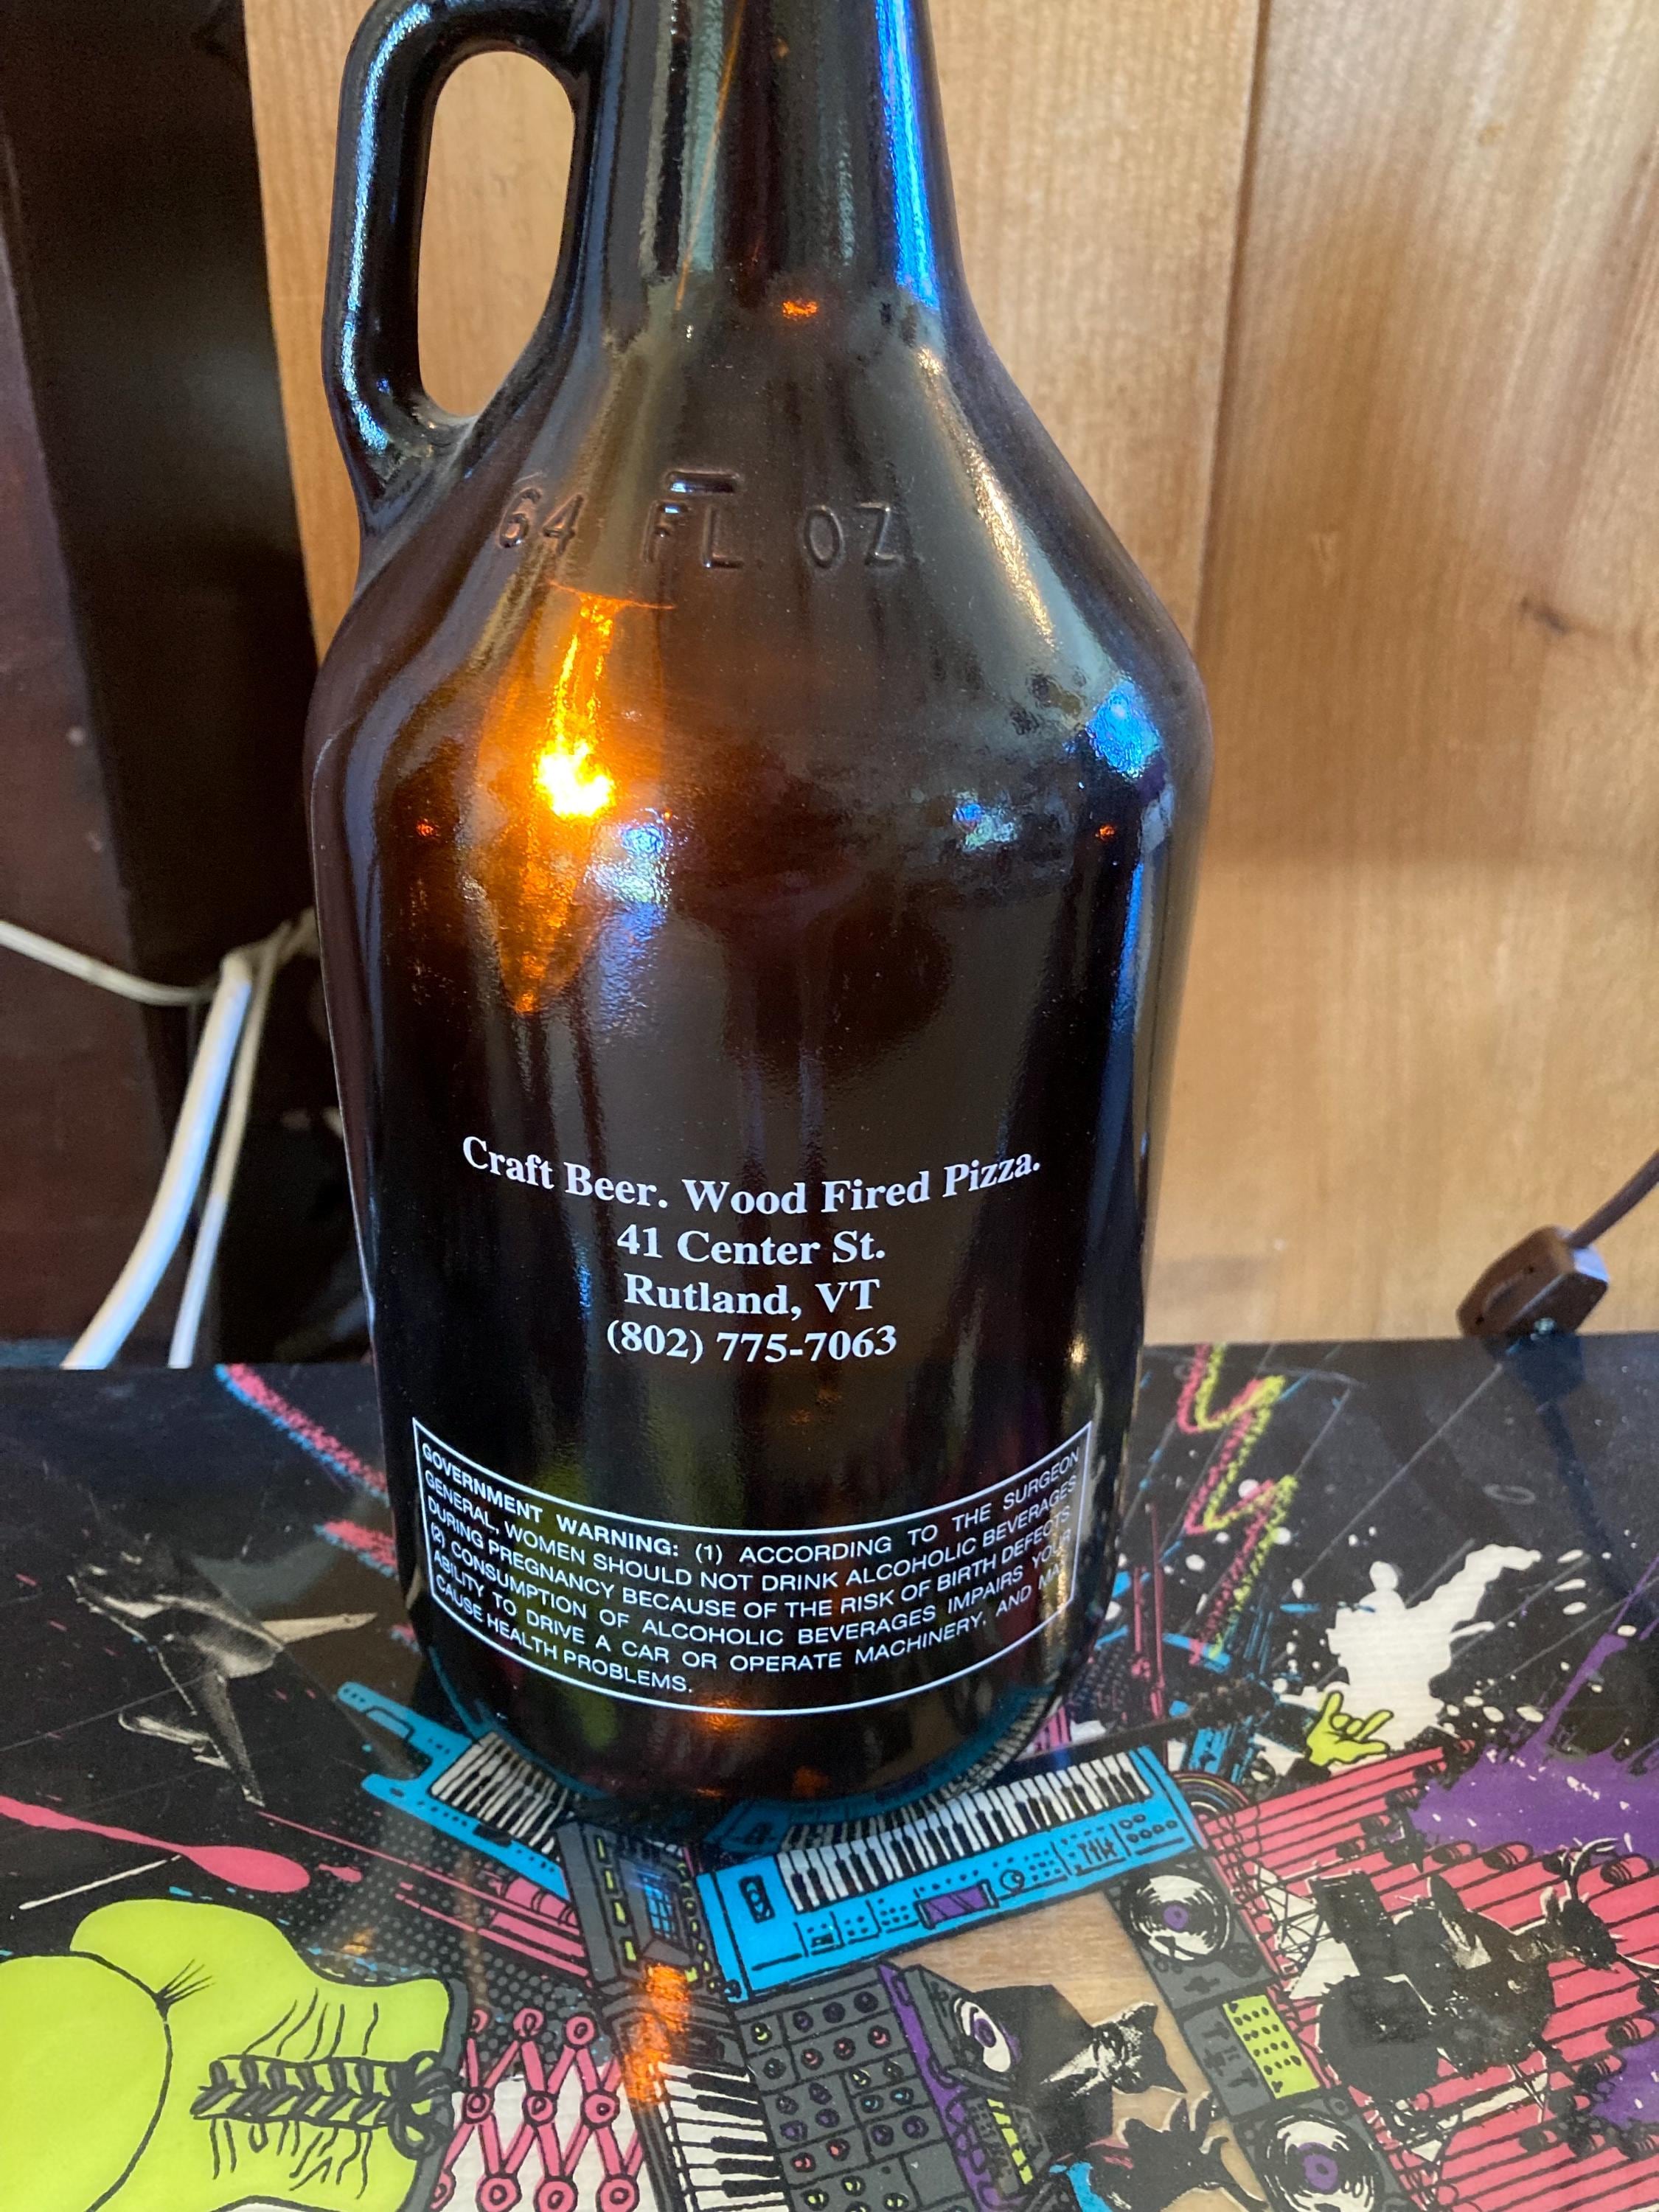 64 FL. OZ.
Craft Beer. Wood Fired Pizza.
41 Center St.
Rutland, VT
(802) 775-7063
GOVERNMENT WARNING: (1) ACCORDING TO THE SURGEON
GENERAL, WOMEN SHOULD NOT DRINK ALCOHOLIC BEVERAGES
DURING PREGNANCY BECAUSE OF THE RISK OF BIRTH DEFECTS.
(2) CONSUMPTION OF ALCOHOLIC BEVERAGES IMPAIRS YOUR
ABILITY TO DRIVE A CAR OR OPERATE MACHINERY, AND MAY
CAUSE HEALTH PROBLEMS.